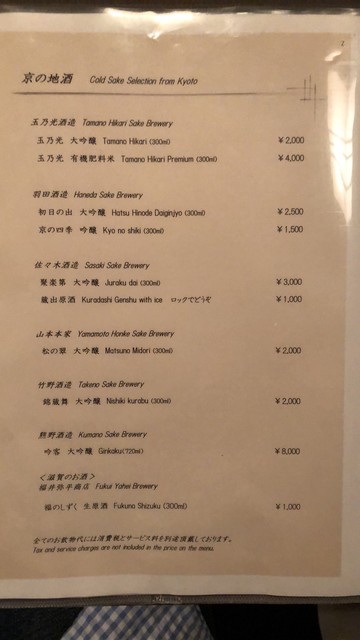 2
京の地酒 Cold Sake Selection from Kyoto
玉乃光酒造 Tamano Hikari Sake Brewery
玉乃光 大吟醸 Tamano Hikari (300ml) ¥2,000
玉乃光 有機肥料米 Tamano Hikari Premium (300ml) ¥4,000
羽田酒造 Haneda Sake Brewery
初日の出 大吟醸 Hatsu Hinode Daiginjyo (300ml) ¥2,500
京の四季 吟醸 Kyo no shiki (300ml) ¥1,500
佐々木酒造 Sasaki Sake Brewery
聚楽第 大吟醸 Juraku dai (300ml) ¥3,000
蔵出原酒 Kuradashi Genshu with ice ロックでどうぞ ¥1,000
山本本家 Yamamoto Honke Sake Brewery
松の翠 大吟醸 Matsuno Midori (300ml) ¥2,000
竹野酒造 Takeno Sake Brewery
錦蔵舞 大吟醸 Nishiki kurabu (300ml) ¥2,000
熊野酒造 Kumano Sake Brewery
吟客 大吟醸 Ginkaku (720ml) ¥8,000
<滋賀のお酒>
福井弥平商店 Fukui Yahei Brewery
福のしずく 生原酒 Fukuno Shizuku (300ml) ¥1,000
全てのお飲物代には消費税とサービス料を別途頂戴しております。
Tax and service charges are not included in the price on the menu.